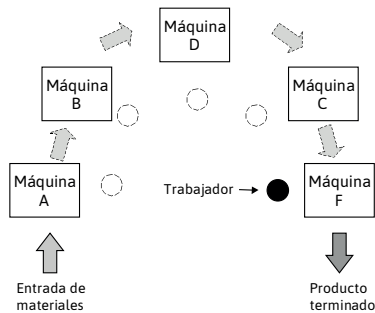 Máquina
D
Máquina
B
Máquina
C
Máquina
A
Trabajador
Máquina
F
Entrada de
materiales
Producto
terminado